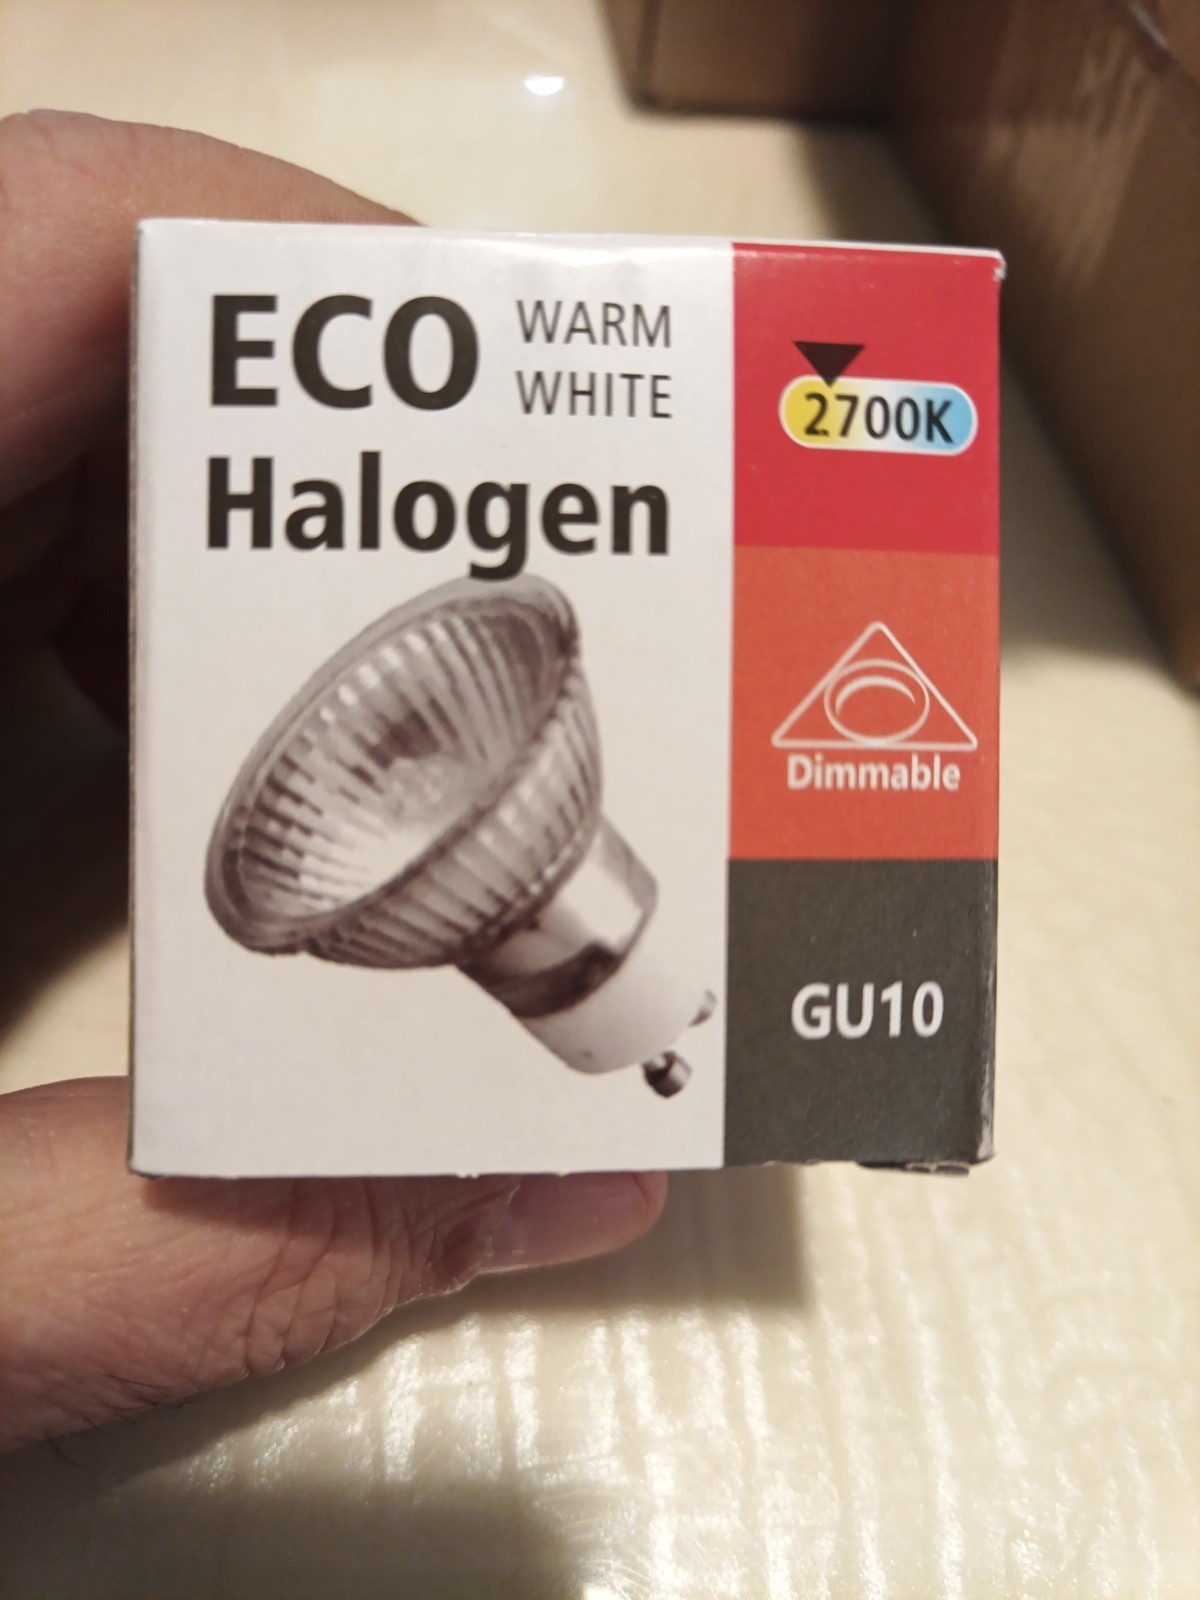 ECO
WARM
WHITE
Halogen
2700K
Dimmable
GU10